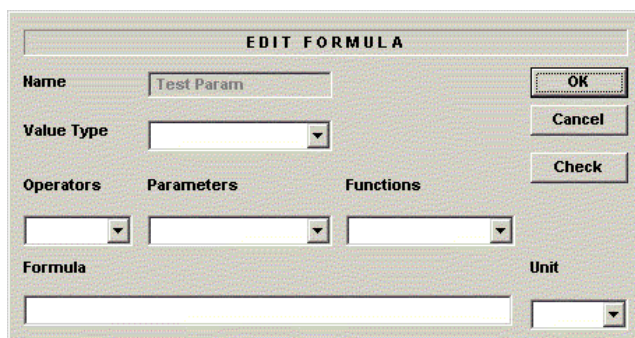 EDIT FORMULA
Name
Test Param
OK
Value Type
Cancel
Check
Operators
Parameters
Functions
Formula
Unit